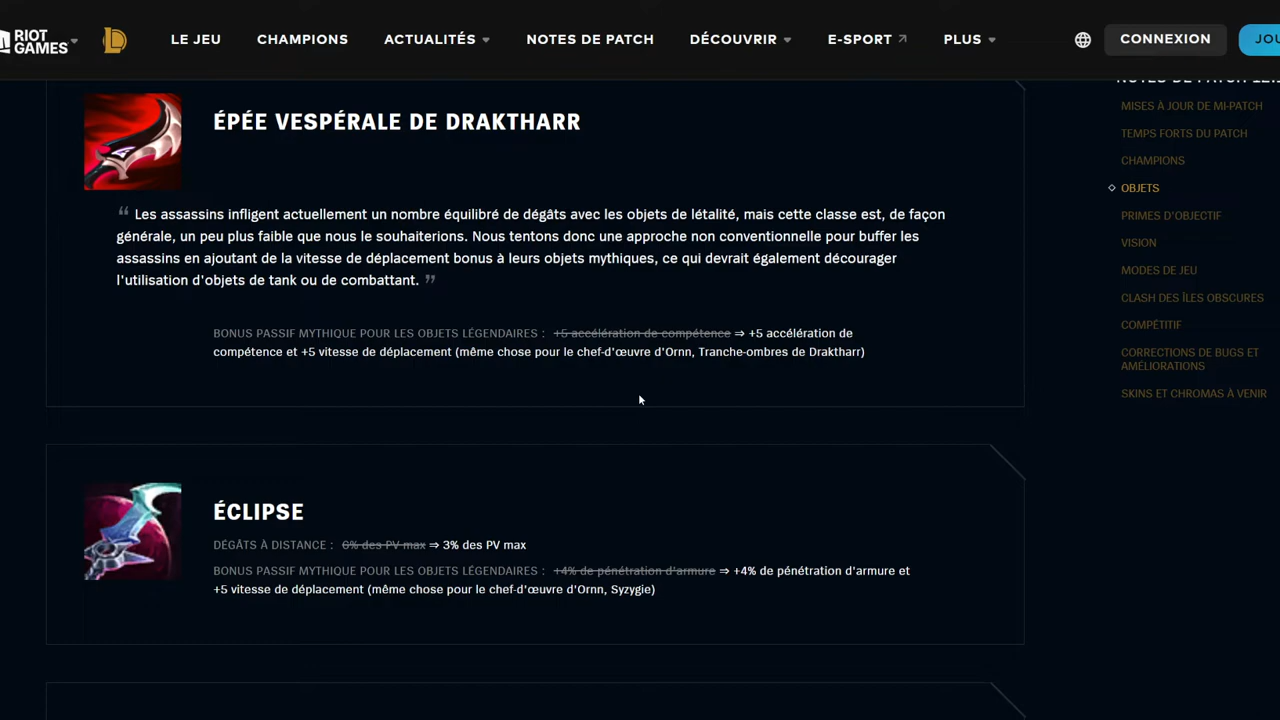 RIOT GAMES
LE JEU
CHAMPIONS
ACTUALITÉS
NOTES DE PATCH
DÉCOUVRIR
E-SPORT
PLUS
CONNEXION
JOU
ÉPÉE VESPÉRALE DE DRAKTHARR
“ Les assassins infligent actuellement un nombre équilibré de dégâts avec les objets de létalité, mais cette classe est, de façon
générale, un peu plus faible que nous le souhaiterions. Nous tentons donc une approche non conventionnelle pour buffer les
assassins en ajoutant de la vitesse de déplacement bonus à leurs objets mythiques, ce qui devrait également décourager
l'utilisation d'objets de tank ou de combattant. ”
BONUS PASSIF MYTHIQUE POUR LES OBJETS LÉGENDAIRES : +5 accélération de compétence ⇒ +5 accélération de
compétence et +5 vitesse de déplacement (même chose pour le chef-d'œuvre d'Ornn, Tranche-ombres de Draktharr)
ÉCLIPSE
DÉGÂTS À DISTANCE : 6% des PV max ⇒ 3% des PV max
BONUS PASSIF MYTHIQUE POUR LES OBJETS LÉGENDAIRES : +4% de pénétration d'armure ⇒ +4% de pénétration d'armure et
+5 vitesse de déplacement (même chose pour le chef-d'œuvre d'Ornn, Syzygie)
NOTES DE PATCH
MISES À JOUR DE MI-PATCH
TEMPS FORTS DU PATCH
CHAMPIONS
OBJETS
PRIMES D'OBJECTIF
VISION
MODES DE JEU
CLASH DES ÎLES OBSCURES
COMPÉTITIF
CORRECTIONS DE BUGS ET
AMÉLIORATIONS
SKINS ET CHROMAS À VENIR